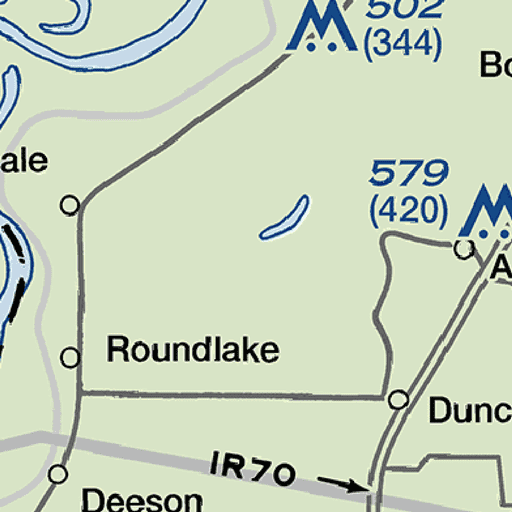 502
(344)
Bo
ale
579
(420)
A
Roundlake
Dunc
IR70
Deeson